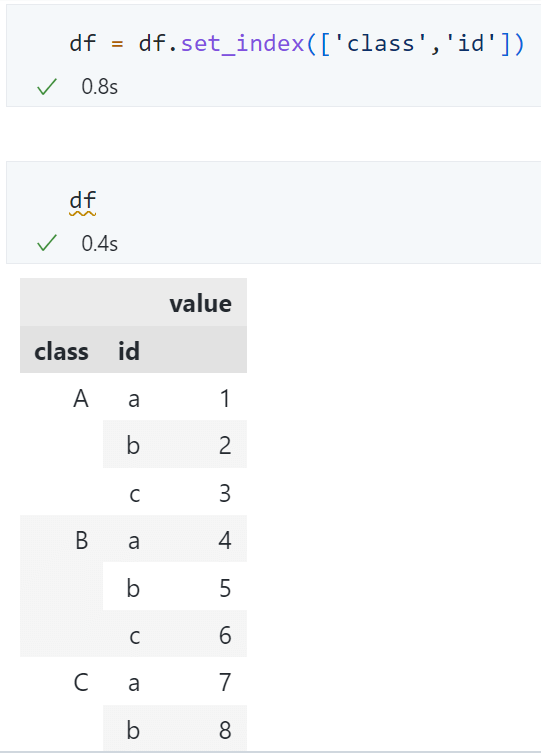 df = df.set_index(['class','id'])
0.8s
df
0.4s
value
class id
A a 1
b 2
c 3
B a 4
b 5
c 6
C a 7
b 8